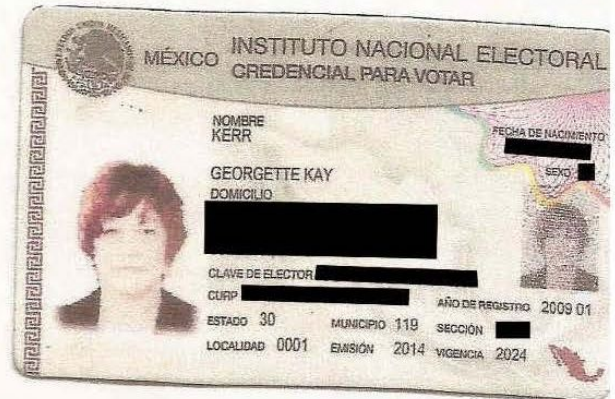 MÉXICO INSTITUTO NACIONAL ELECTORAL
CREDENCIAL PARA VOTAR
NOMBRE
KERR
GEORGETTE KAY
FECHA DE NACIMIENTO
SEXO
DOMICILIO
CLAVE DE ELECTOR
CURP
AÑO DE REGISTRO 2009 01
ESTADO 30 MUNICIPIO 119 SECCIÓN
LOCALIDAD 0001 EMISIÓN 2014 VIGENCIA 2024